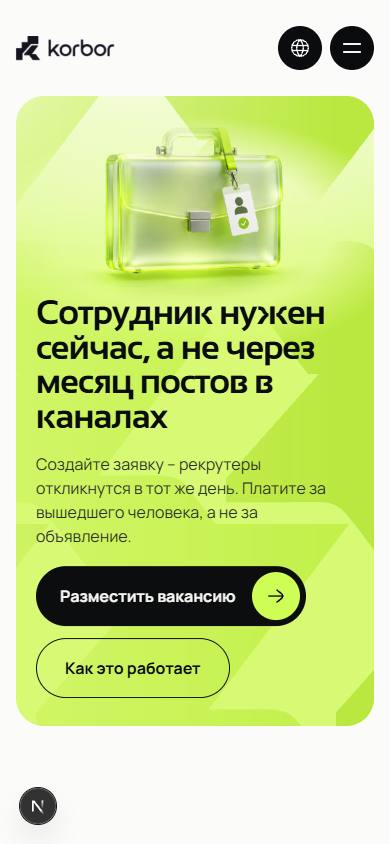 korbor
Сотрудник нужен
сейчас, а не через
месяц постов в
каналах
Создайте заявку – рекрутеры
откликнутся в тот же день. Платите за
вышедшего человека, а не за
объявление.
Разместить вакансию
Как это работает
N